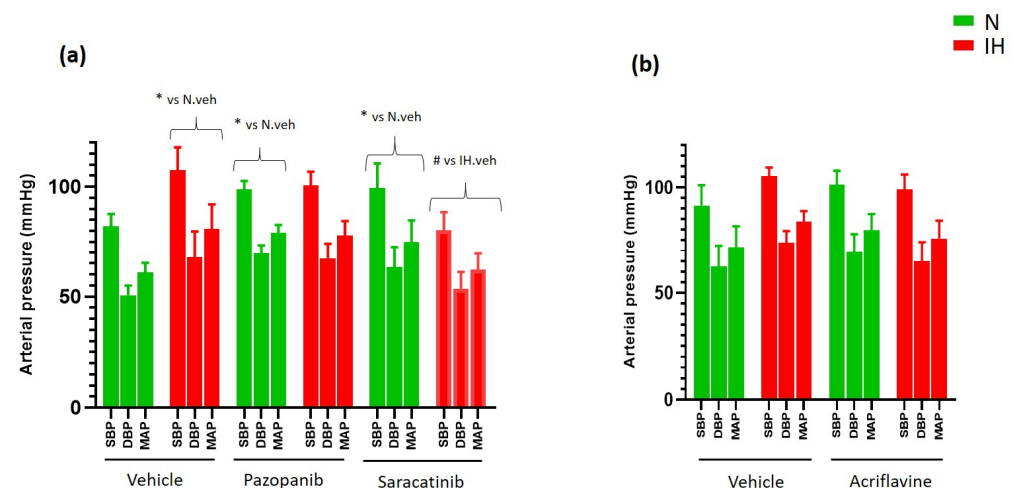 N
IH
(a)
(b)
* vs N.veh
* vs N.veh
* vs N.veh
# vs IH.veh
Arterial pressure (mmHg)
100
50
0
SBP DBP MAP SBP DBP MAP SBP DBP MAP SBP DBP MAP SBP DBP MAP SBP DBP MAP
Vehicle Pazopanib Saracatinib
Arterial pressure (mmHg)
100
50
0
SBP DBP MAP SBP DBP MAP SBP DBP MAP SBP DBP MAP
Vehicle Acriflavine